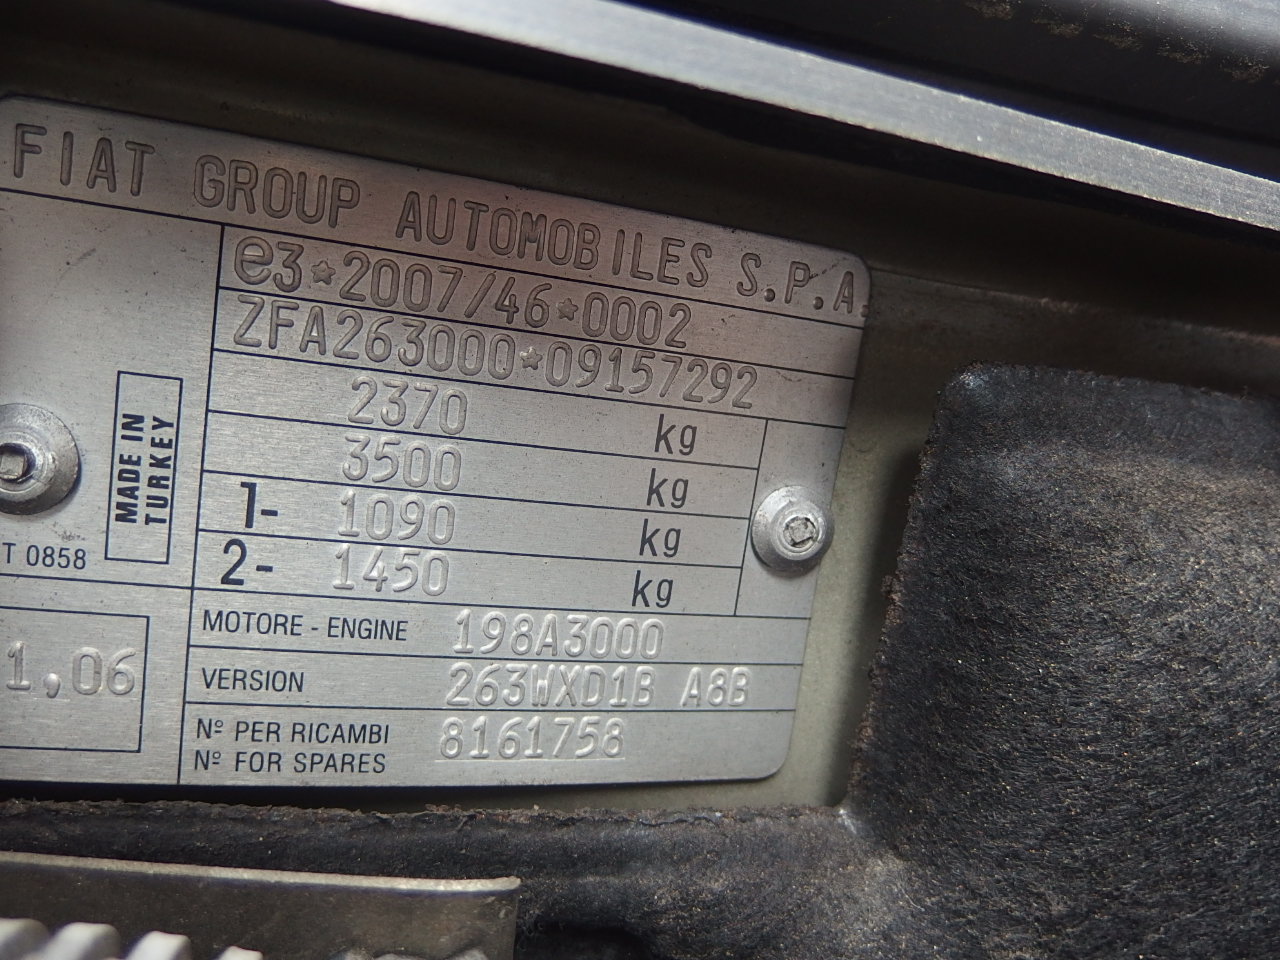 FIAT GROUP AUTOMOBILES S.P.A.
e3*2007/46*0002
ZFA263000*09157292
2370 kg
3500 kg
1- 1090 kg
2- 1450 kg
MADE IN
TURKEY
T 0858
MOTORE - ENGINE 198A3000
1,06
VERSION 263WXD1B A8B
Nº PER RICAMBI
Nº FOR SPARES
8161758